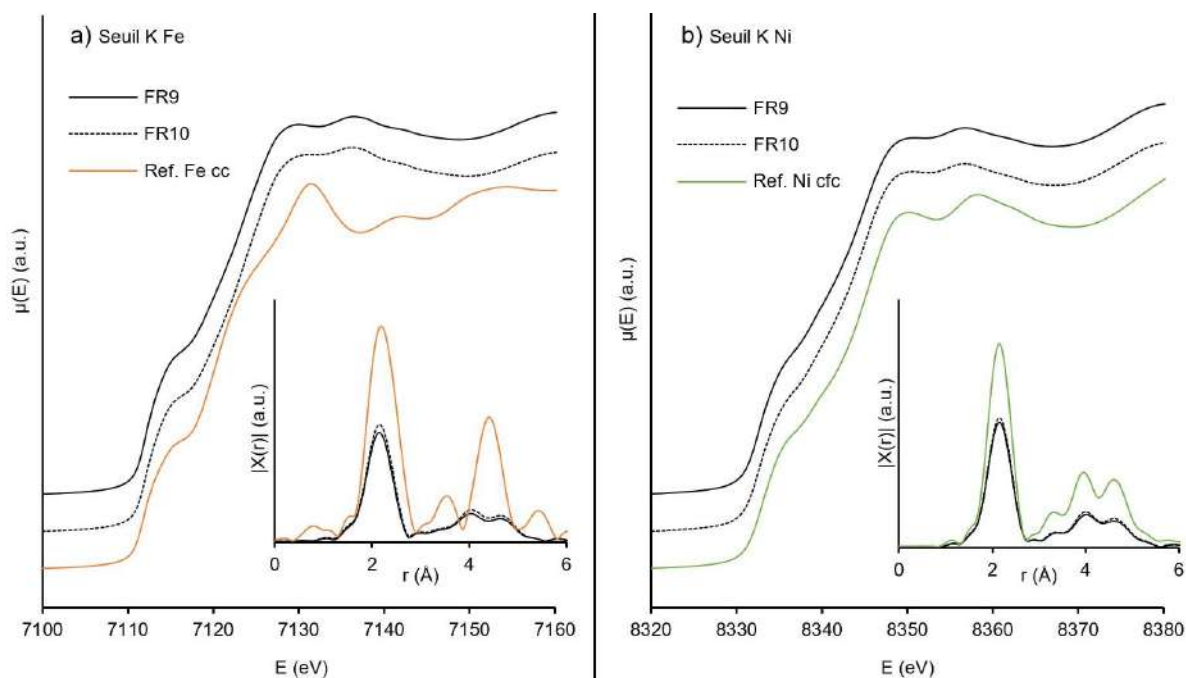 a) Seuil K Fe
FR9
FR10
Ref. Fe cc
µ(E) (a.u.)
|X(r)| (a.u.)
0 2 4 6
r (Å)
7100 7110 7120 7130 7140 7150 7160
E (eV)
b) Seuil K Ni
FR9
FR10
Ref. Ni cfc
µ(E) (a.u.)
|X(r)| (a.u.)
0 2 4 6
r (Å)
8320 8330 8340 8350 8360 8370 8380
E (eV)